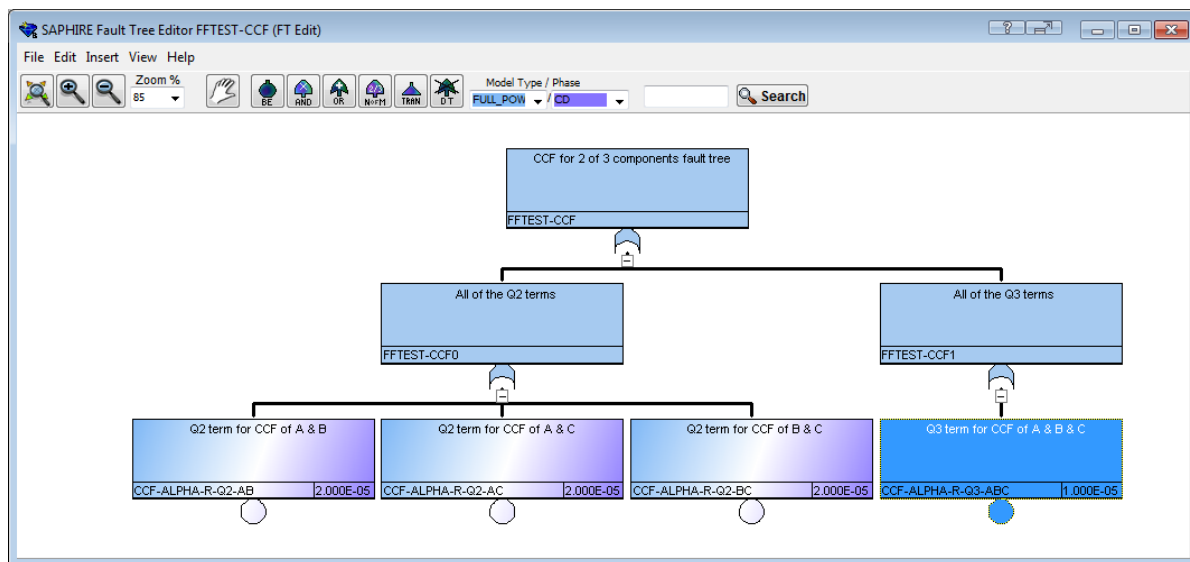 SAPHIRE Fault Tree Editor FFTEST-CCF (FT Edit)
File Edit Insert View Help
Zoom %
85
BE
AND
OR
N or M
TRAN
DT
Model Type / Phase
FULL_POW / CD
Search
CCF for 2 of 3 components fault tree
FFTEST-CCF
All of the Q2 terms
All of the Q3 terms
FFTEST-CCF0
FFTEST-CCF1
Q2 term for CCF of A & B
Q2 term for CCF of A & C
Q2 term for CCF of B & C
Q3 term for CCF of A & B & C
CCF-ALPHA-R-Q2-AB 2.000E-05
CCF-ALPHA-R-Q2-AC 2.000E-05
CCF-ALPHA-R-Q2-BC 2.000E-05
CCF-ALPHA-R-Q3-ABC 1.000E-05